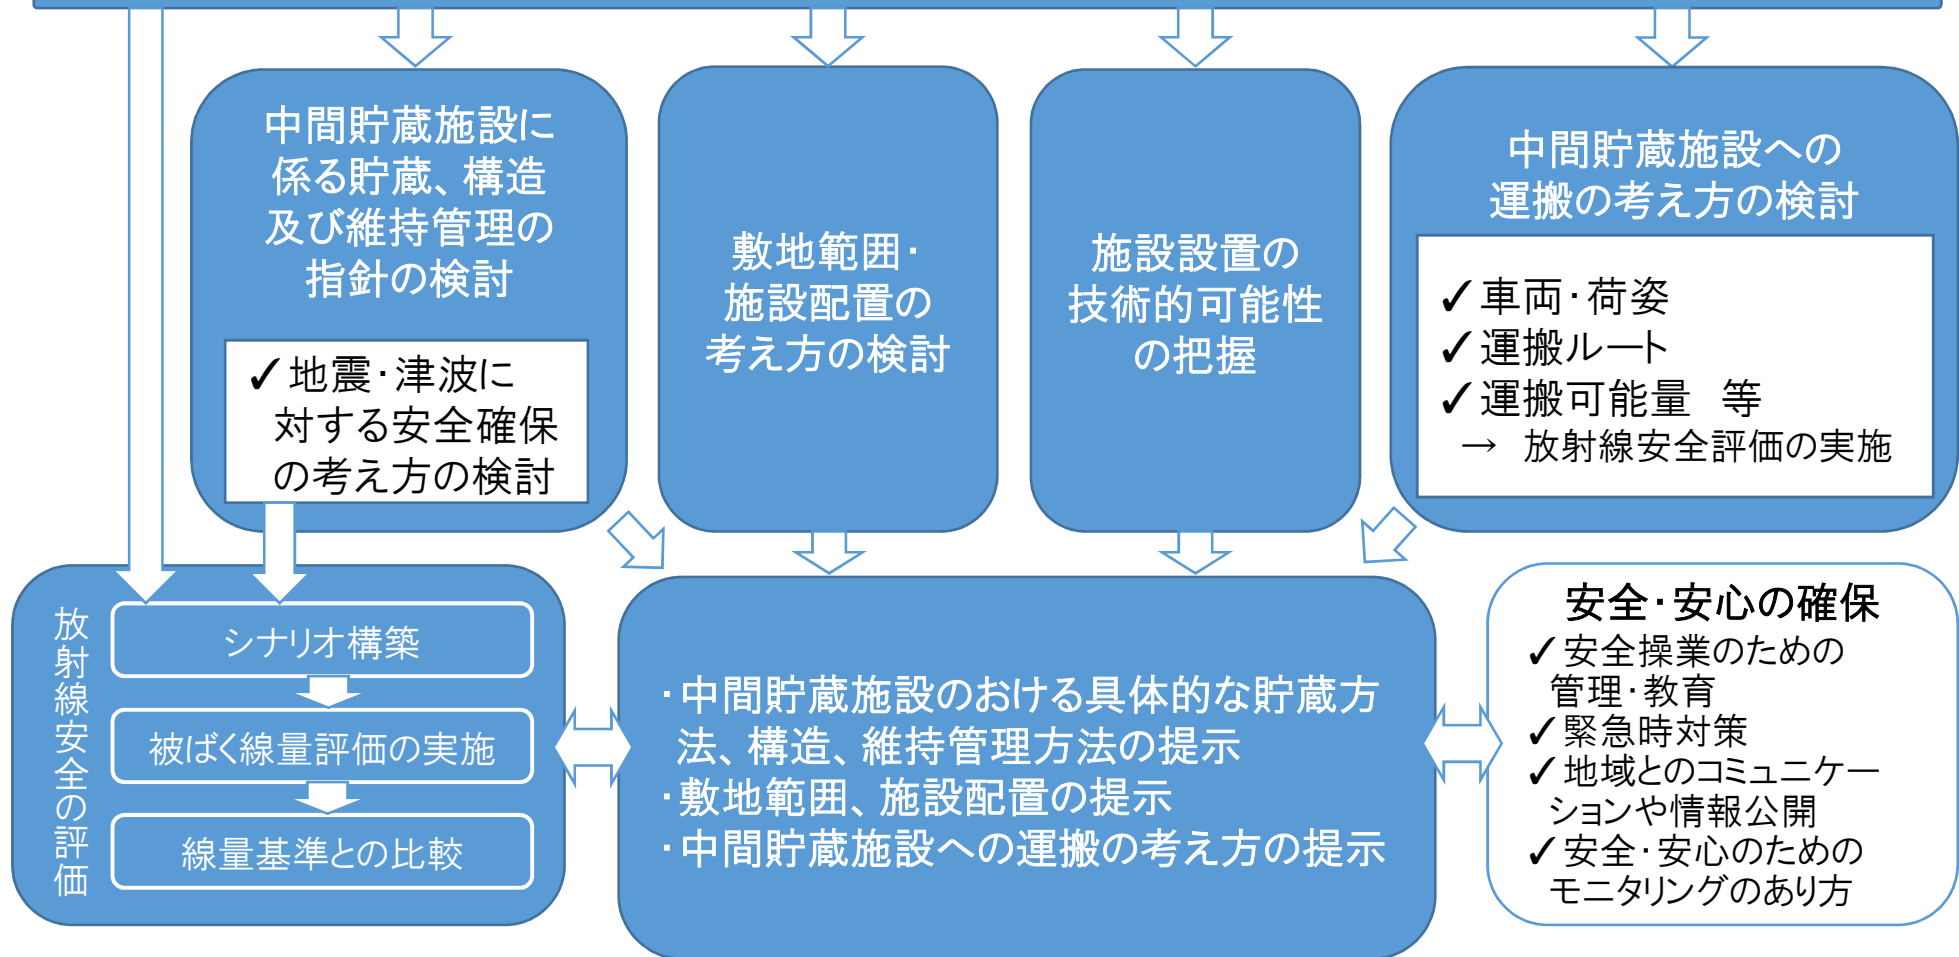 中間貯蔵施設に
係る貯蔵、構造
及び維持管理の
指針の検討
✓地震・津波に
対する安全確保
の考え方の検討
敷地範囲・
施設配置の
考え方の検討
施設設置の
技術的可能性
の把握
中間貯蔵施設への
運搬の考え方の検討
✓車両・荷姿
✓運搬ルート
✓運搬可能量　等
→　放射線安全評価の実施
放射線安全の評価
シナリオ構築
被ばく線量評価の実施
線量基準との比較
・中間貯蔵施設のおける具体的な貯蔵方
法、構造、維持管理方法の提示
・敷地範囲、施設配置の提示
・中間貯蔵施設への運搬の考え方の提示
安全・安心の確保
✓安全操業のための
管理・教育
✓緊急時対策
✓地域とのコミュニケー
ションや情報公開
✓安全・安心のための
モニタリングのあり方